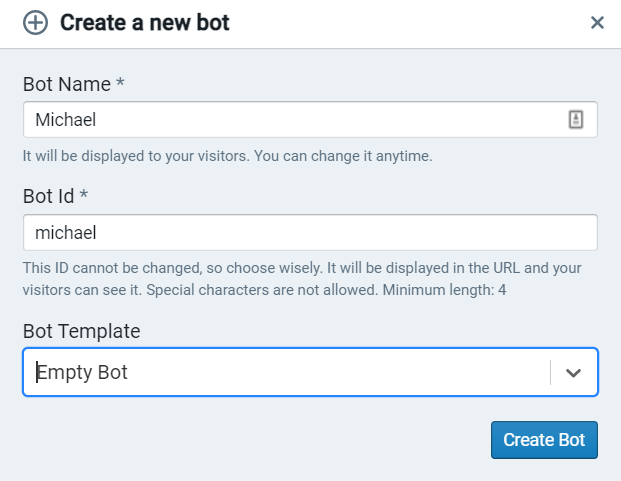 Create a new bot
Bot Name *
Michael
It will be displayed to your visitors. You can change it anytime.
Bot Id *
michael
This ID cannot be changed, so choose wisely. It will be displayed in the URL and your
visitors can see it. Special characters are not allowed. Minimum length: 4
Bot Template
Empty Bot
Create Bot